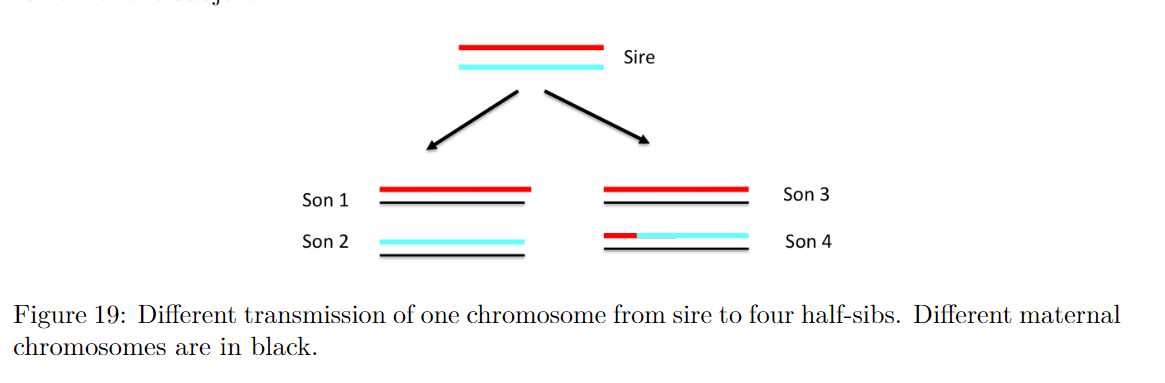 Sire
Son 1
Son 3
Son 2
Son 4
Figure 19: Different transmission of one chromosome from sire to four half-sibs. Different maternal
chromosomes are in black.